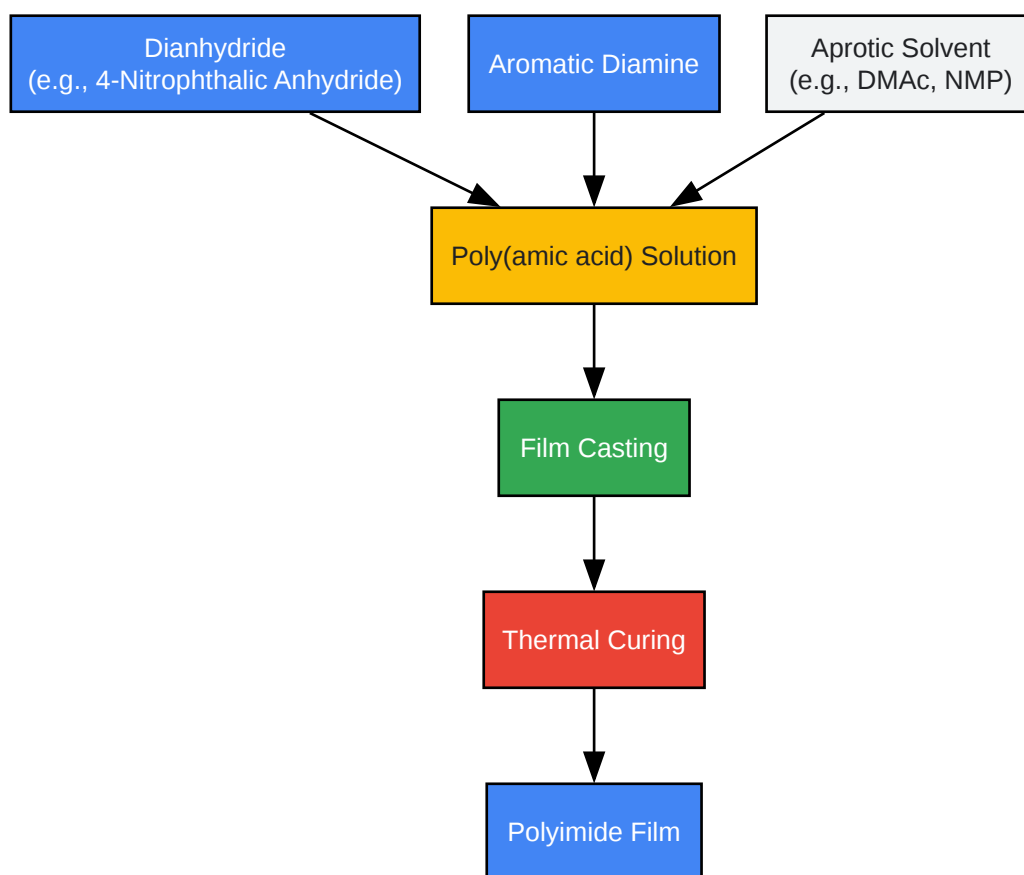 Dianhydride
(e.g., 4-Nitrophthalic Anhydride)
Aromatic Diamine
Aprotic Solvent
(e.g., DMAc, NMP)
Poly(amic acid) Solution
Film Casting
Thermal Curing
Polyimide Film